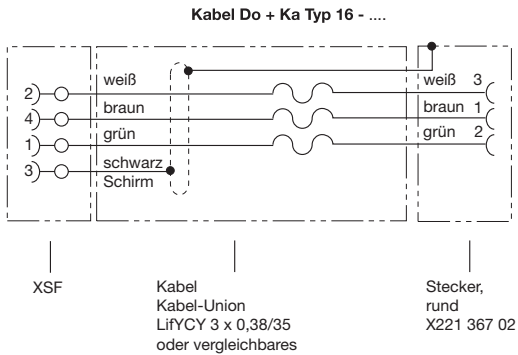 Kabel Do + Ka Typ 16 - ....
weiß
weiß 3
2
braun
braun 1
4
grün
grün 2
1
schwarz
3
Schirm
XSF
Kabel
Kabel-Union
LifYCY 3 x 0,38/35
oder vergleichbares
Stecker,
rund
X221 367 02